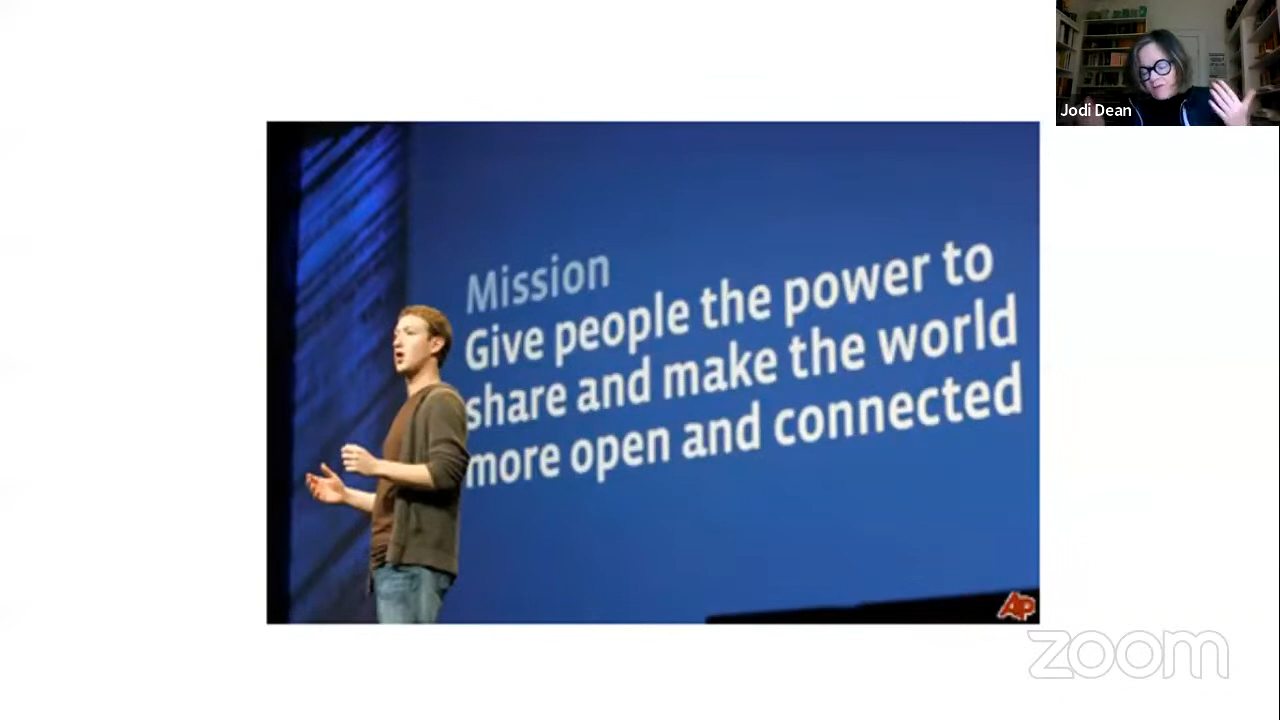 Jodi Dean
Mission
Give people the power to
share and make the world
more open and connected
AP
zoom